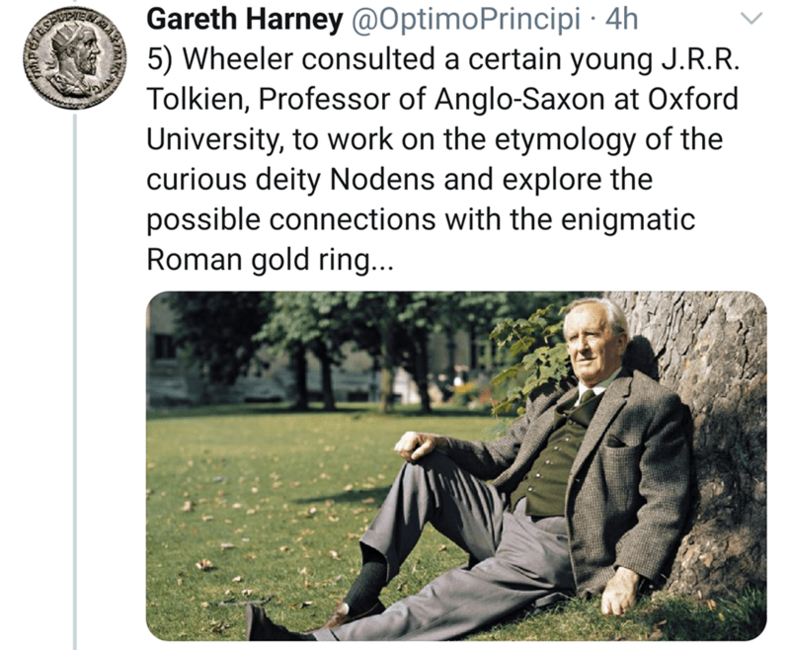 Gareth Harney @OptimoPrincipi · 4h
5) Wheeler consulted a certain young J.R.R.
Tolkien, Professor of Anglo-Saxon at Oxford
University, to work on the etymology of the
curious deity Nodens and explore the
possible connections with the enigmatic
Roman gold ring...